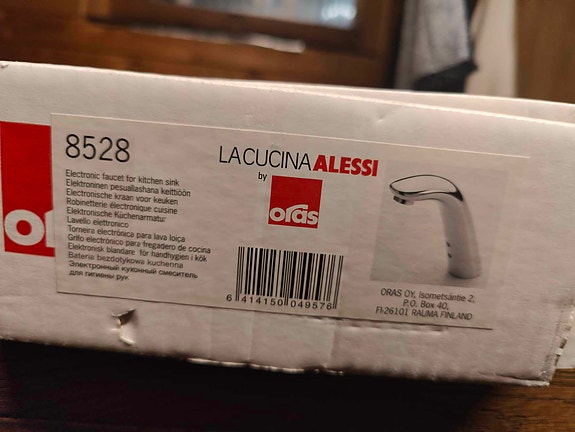 8528
Electronic faucet for kitchen sink
Elektroninen pesuallashana keittiöön
Elektronische kraan voor keuken
Robinetterie électronique cuisine
Elektronische Küchenarmatur
Lavello elettronico
Torneira electrónica para lava loiça
Grifo electrónico para fregadero de cocina
Elektronisk blandare för handhygien i kök
Bateria bezdotykowa kuchenna
Электронный кухонный смеситель
для гигиены рук
LACUCINAALESSI
by
oras
6 414150 049576
ORAS OY, Isometsäntie 2,
P.O. Box 40,
FI-26101 RAUMA FINLAND